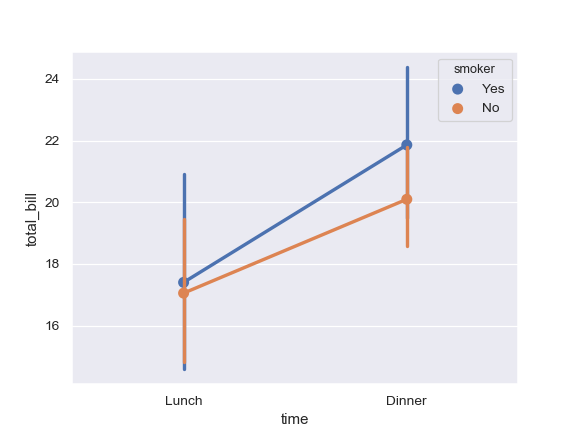 smoker
Yes
No
24
22
20
18
16
total_bill
Lunch
Dinner
time